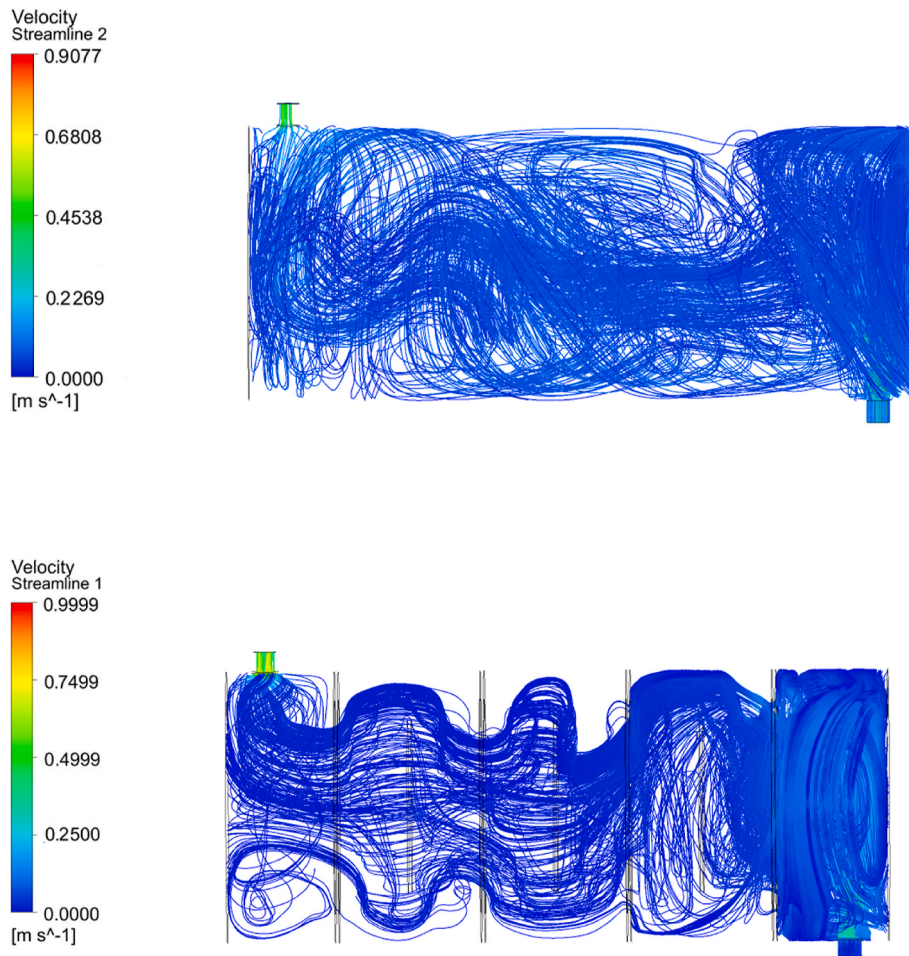 Velocity
Streamline 2
0.9077
0.6808
0.4538
0.2269
0.0000
[m s^-1]
Velocity
Streamline 1
0.9999
0.7499
0.4999
0.2500
0.0000
[m s^-1]